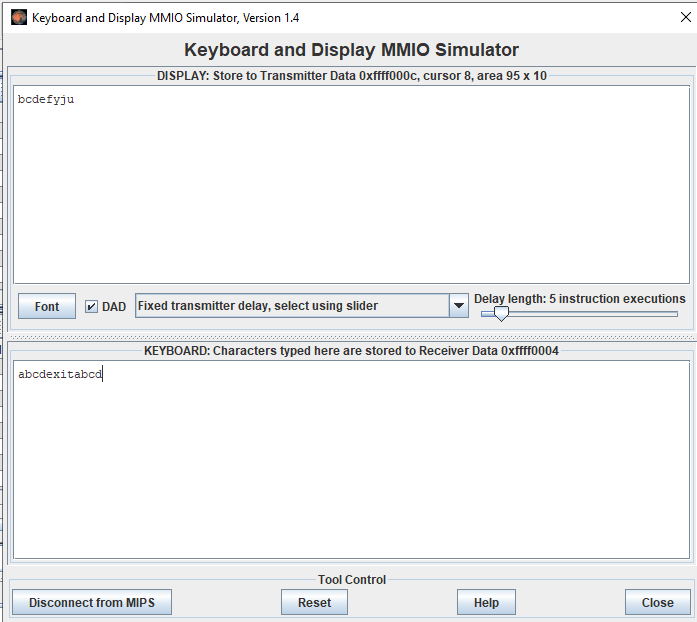 Keyboard and Display MMIO Simulator, Version 1.4
Keyboard and Display MMIO Simulator
DISPLAY: Store to Transmitter Data 0xffff000c, cursor 8, area 95 x 10
bcdefyju
Font
DAD
Fixed transmitter delay, select using slider
Delay length: 5 instruction executions
KEYBOARD: Characters typed here are stored to Receiver Data 0xffff0004
abcdexitabcd
Tool Control
Disconnect from MIPS
Reset
Help
Close